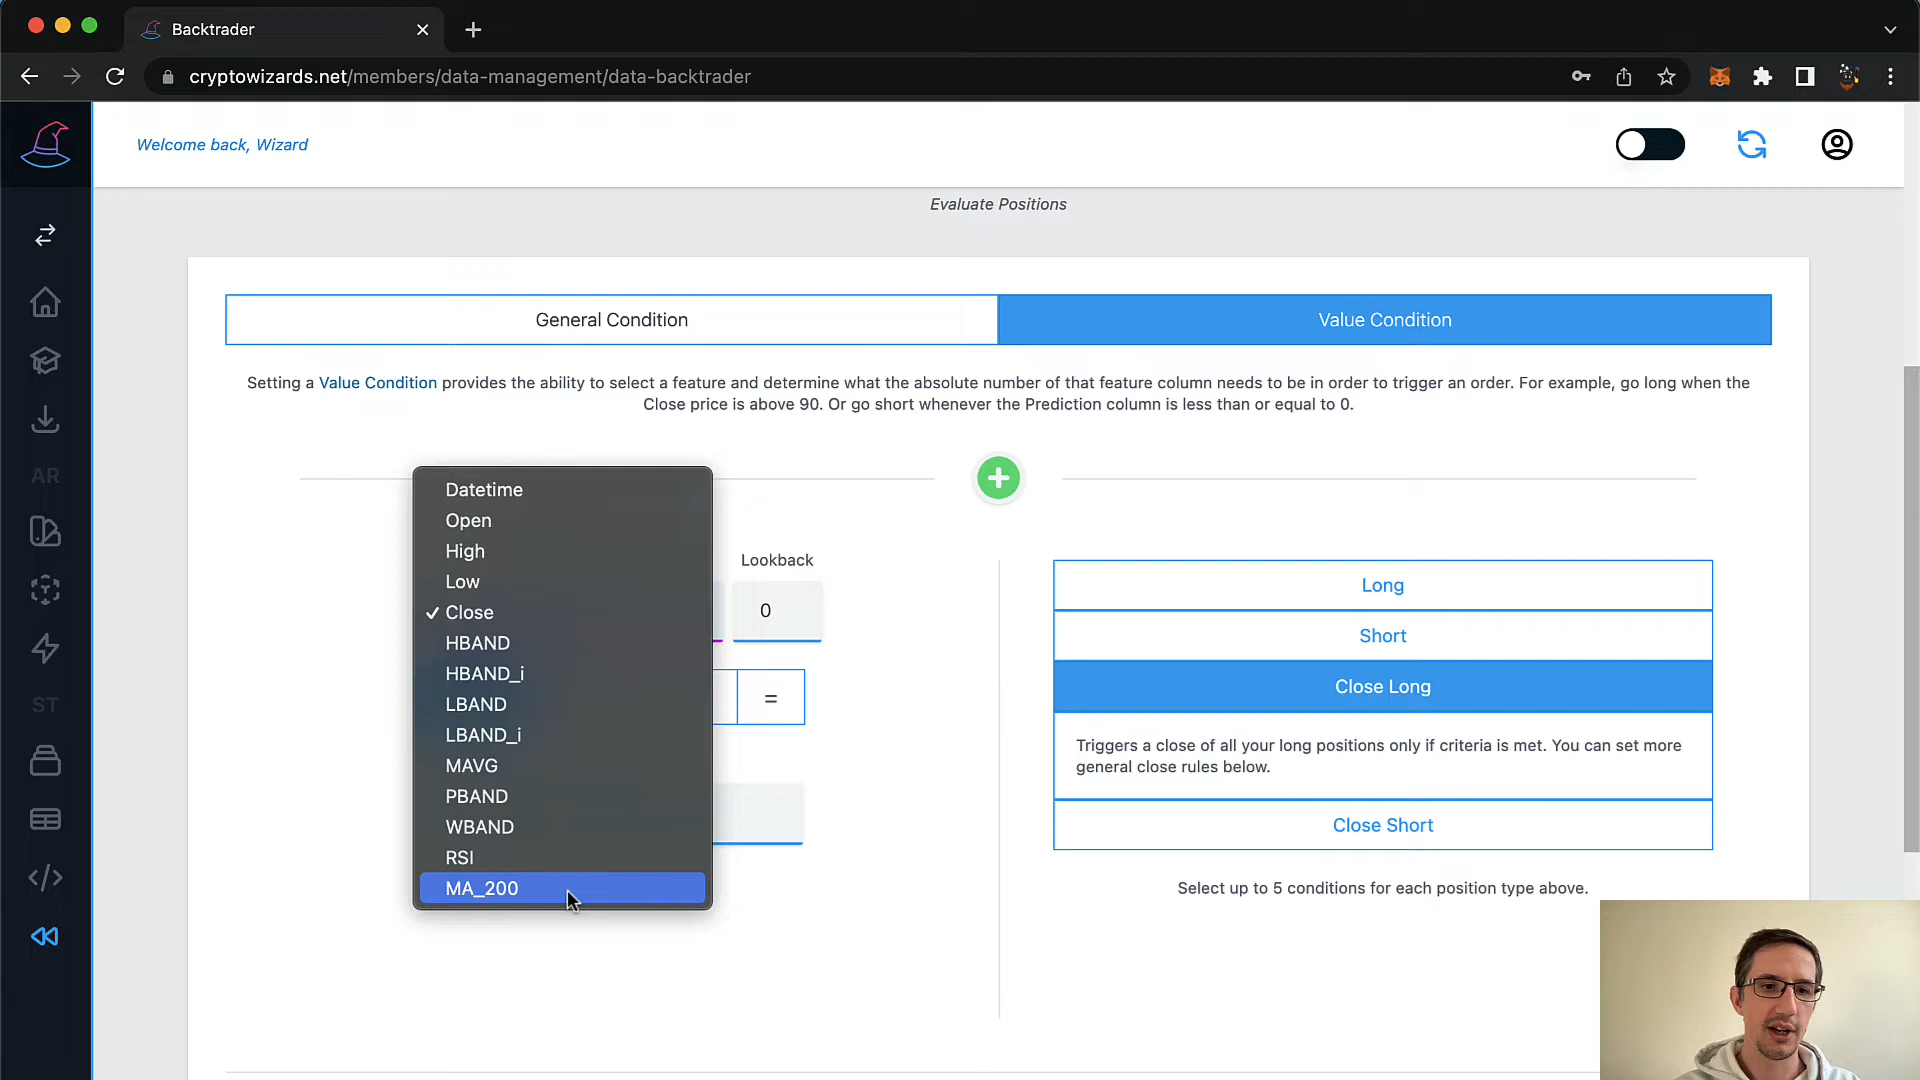 Backtrader
cryptowizards.net/members/data-management/data-backtrader
Welcome back, Wizard
Evaluate Positions
General Condition
Value Condition
Setting a Value Condition provides the ability to select a feature and determine what the absolute number of that feature column needs to be in order to trigger an order. For example, go long when the
Close price is above 90. Or go short whenever the Prediction column is less than or equal to 0.
AR
ST
Datetime
Open
High
Low
✓ Close
HBAND
HBAND_i
LBAND
LBAND_i
MAVG
PBAND
WBAND
RSI
MA_200
Lookback
0
=
Long
Short
Close Long
Triggers a close of all your long positions only if criteria is met. You can set more
general close rules below.
Close Short
Select up to 5 conditions for each position type above.